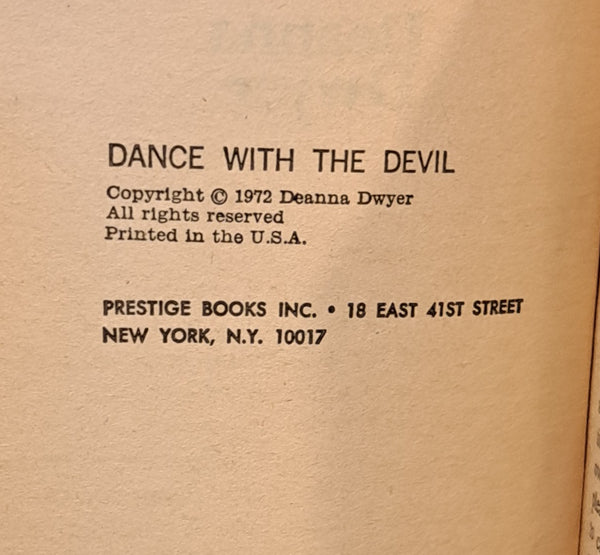 DANCE WITH THE DEVIL
Copyright © 1972 Deanna Dwyer
All rights reserved
Printed in the U.S.A.
PRESTIGE BOOKS INC. • 18 EAST 41ST STREET
NEW YORK, N.Y. 10017